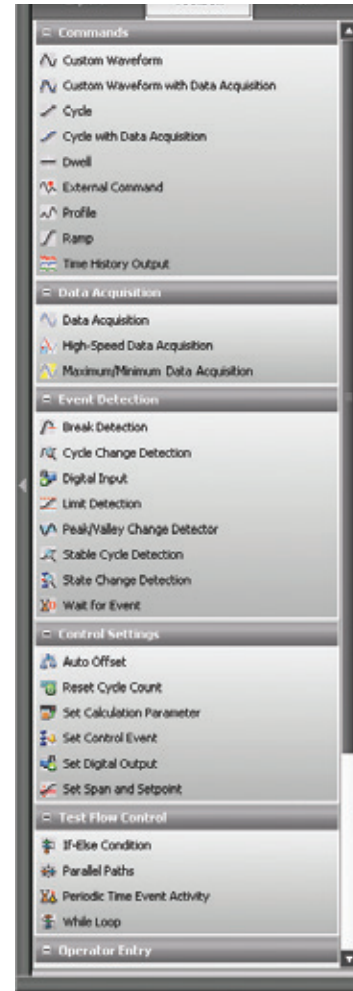 Commands
Custom Waveform
Custom Waveform with Data Acquisition
Cycle
Cycle with Data Acquisition
Dwell
External Command
Profile
Ramp
Time History Output
Data Acquisition
Data Acquisition
High-Speed Data Acquisition
Maximum/Minimum Data Acquisition
Event Detection
Break Detection
Cycle Change Detection
Digital Input
Limit Detection
Peak/Valley Change Detector
Stable Cycle Detection
State Change Detection
Wait for Event
Control Settings
Auto Offset
Reset Cycle Count
Set Calculation Parameter
Set Control Event
Set Digital Output
Set Span and Setpoint
Test Flow Control
If-Else Condition
Parallel Paths
Periodic Time Event Activity
While Loop
Operator Entry